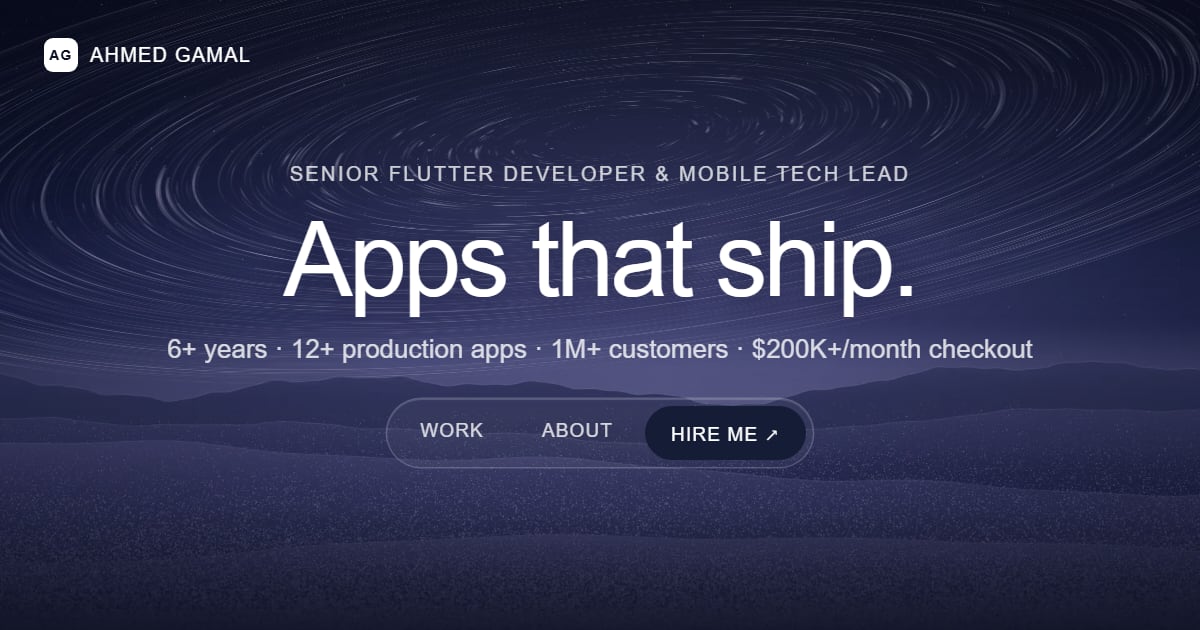 AG AHMED GAMAL
SENIOR FLUTTER DEVELOPER & MOBILE TECH LEAD
Apps that ship.
6+ years · 12+ production apps · 1M+ customers · $200K+/month checkout
WORK ABOUT HIRE ME ↗